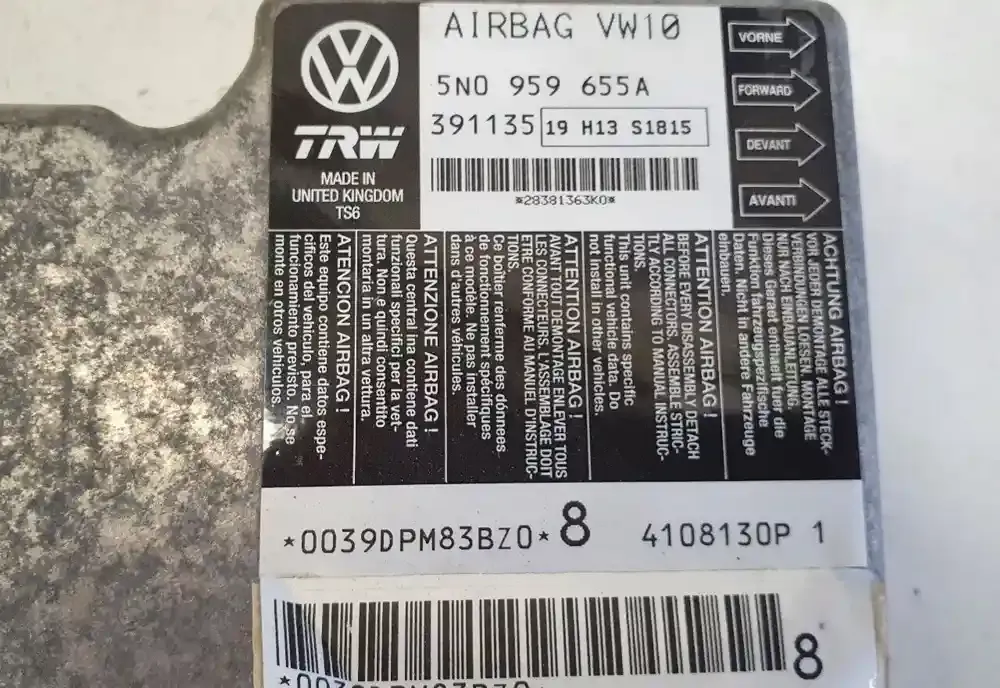 AIRBAG VW10
5N0 959 655A
391135 19 H13 S1815
*28381363K0*
TRW
MADE IN
UNITED KINGDOM
TS6
VORNE
FORWARD
DEVANT
AVANTI
ACHTUNG AIRBAG !
VOR JEDER DEMONTAGE ALLE STECK-
VERBINDUNGEN LOESEN. MONTAGE
NUR NACH EINBAUANLEITUNG.
Dieses Geraet enthaelt fuer die
Funktion fahrzeugspezifische
Daten. Nicht in andere Fahrzeuge
einbauen.
ATTENTION AIRBAG !
BEFORE EVERY DISASSEMBLY DETACH
ALL CONNECTORS. ASSEMBLE STRIC-
TLY ACCORDING TO MANUAL INSTRUC-
TIONS.
This unit contains specific
functional vehicle data. Do
not install in other vehicles.
ATTENTION AIRBAG !
AVANT TOUT DEMONTAGE ENLEVER TOUS
LES CONNECTEURS, L'ASSEMBLAGE DOIT
ETRE CONFORME AU MANUEL D'INSTRUC-
TIONS.
Ce boîtier renferme des données
de fonctionnement spécifiques
à ce modèle. Ne pas installer
dans d'autres véhicules.
ATTENZIONE AIRBAG !
Questa central ina contiene dati
funzionali specifici per la vet-
tura. Non e quindi consentito
montaria in un altra vettura.
ATENCION AIRBAG !
Este equipo contiene datos espe-
cíficos del vehiculo, para el
funcionamiento previsto. No se
monte en otros vehiculos.
*0039DPM83BZ0* 8 4108130P 1
8
*0039DPM83BZ0